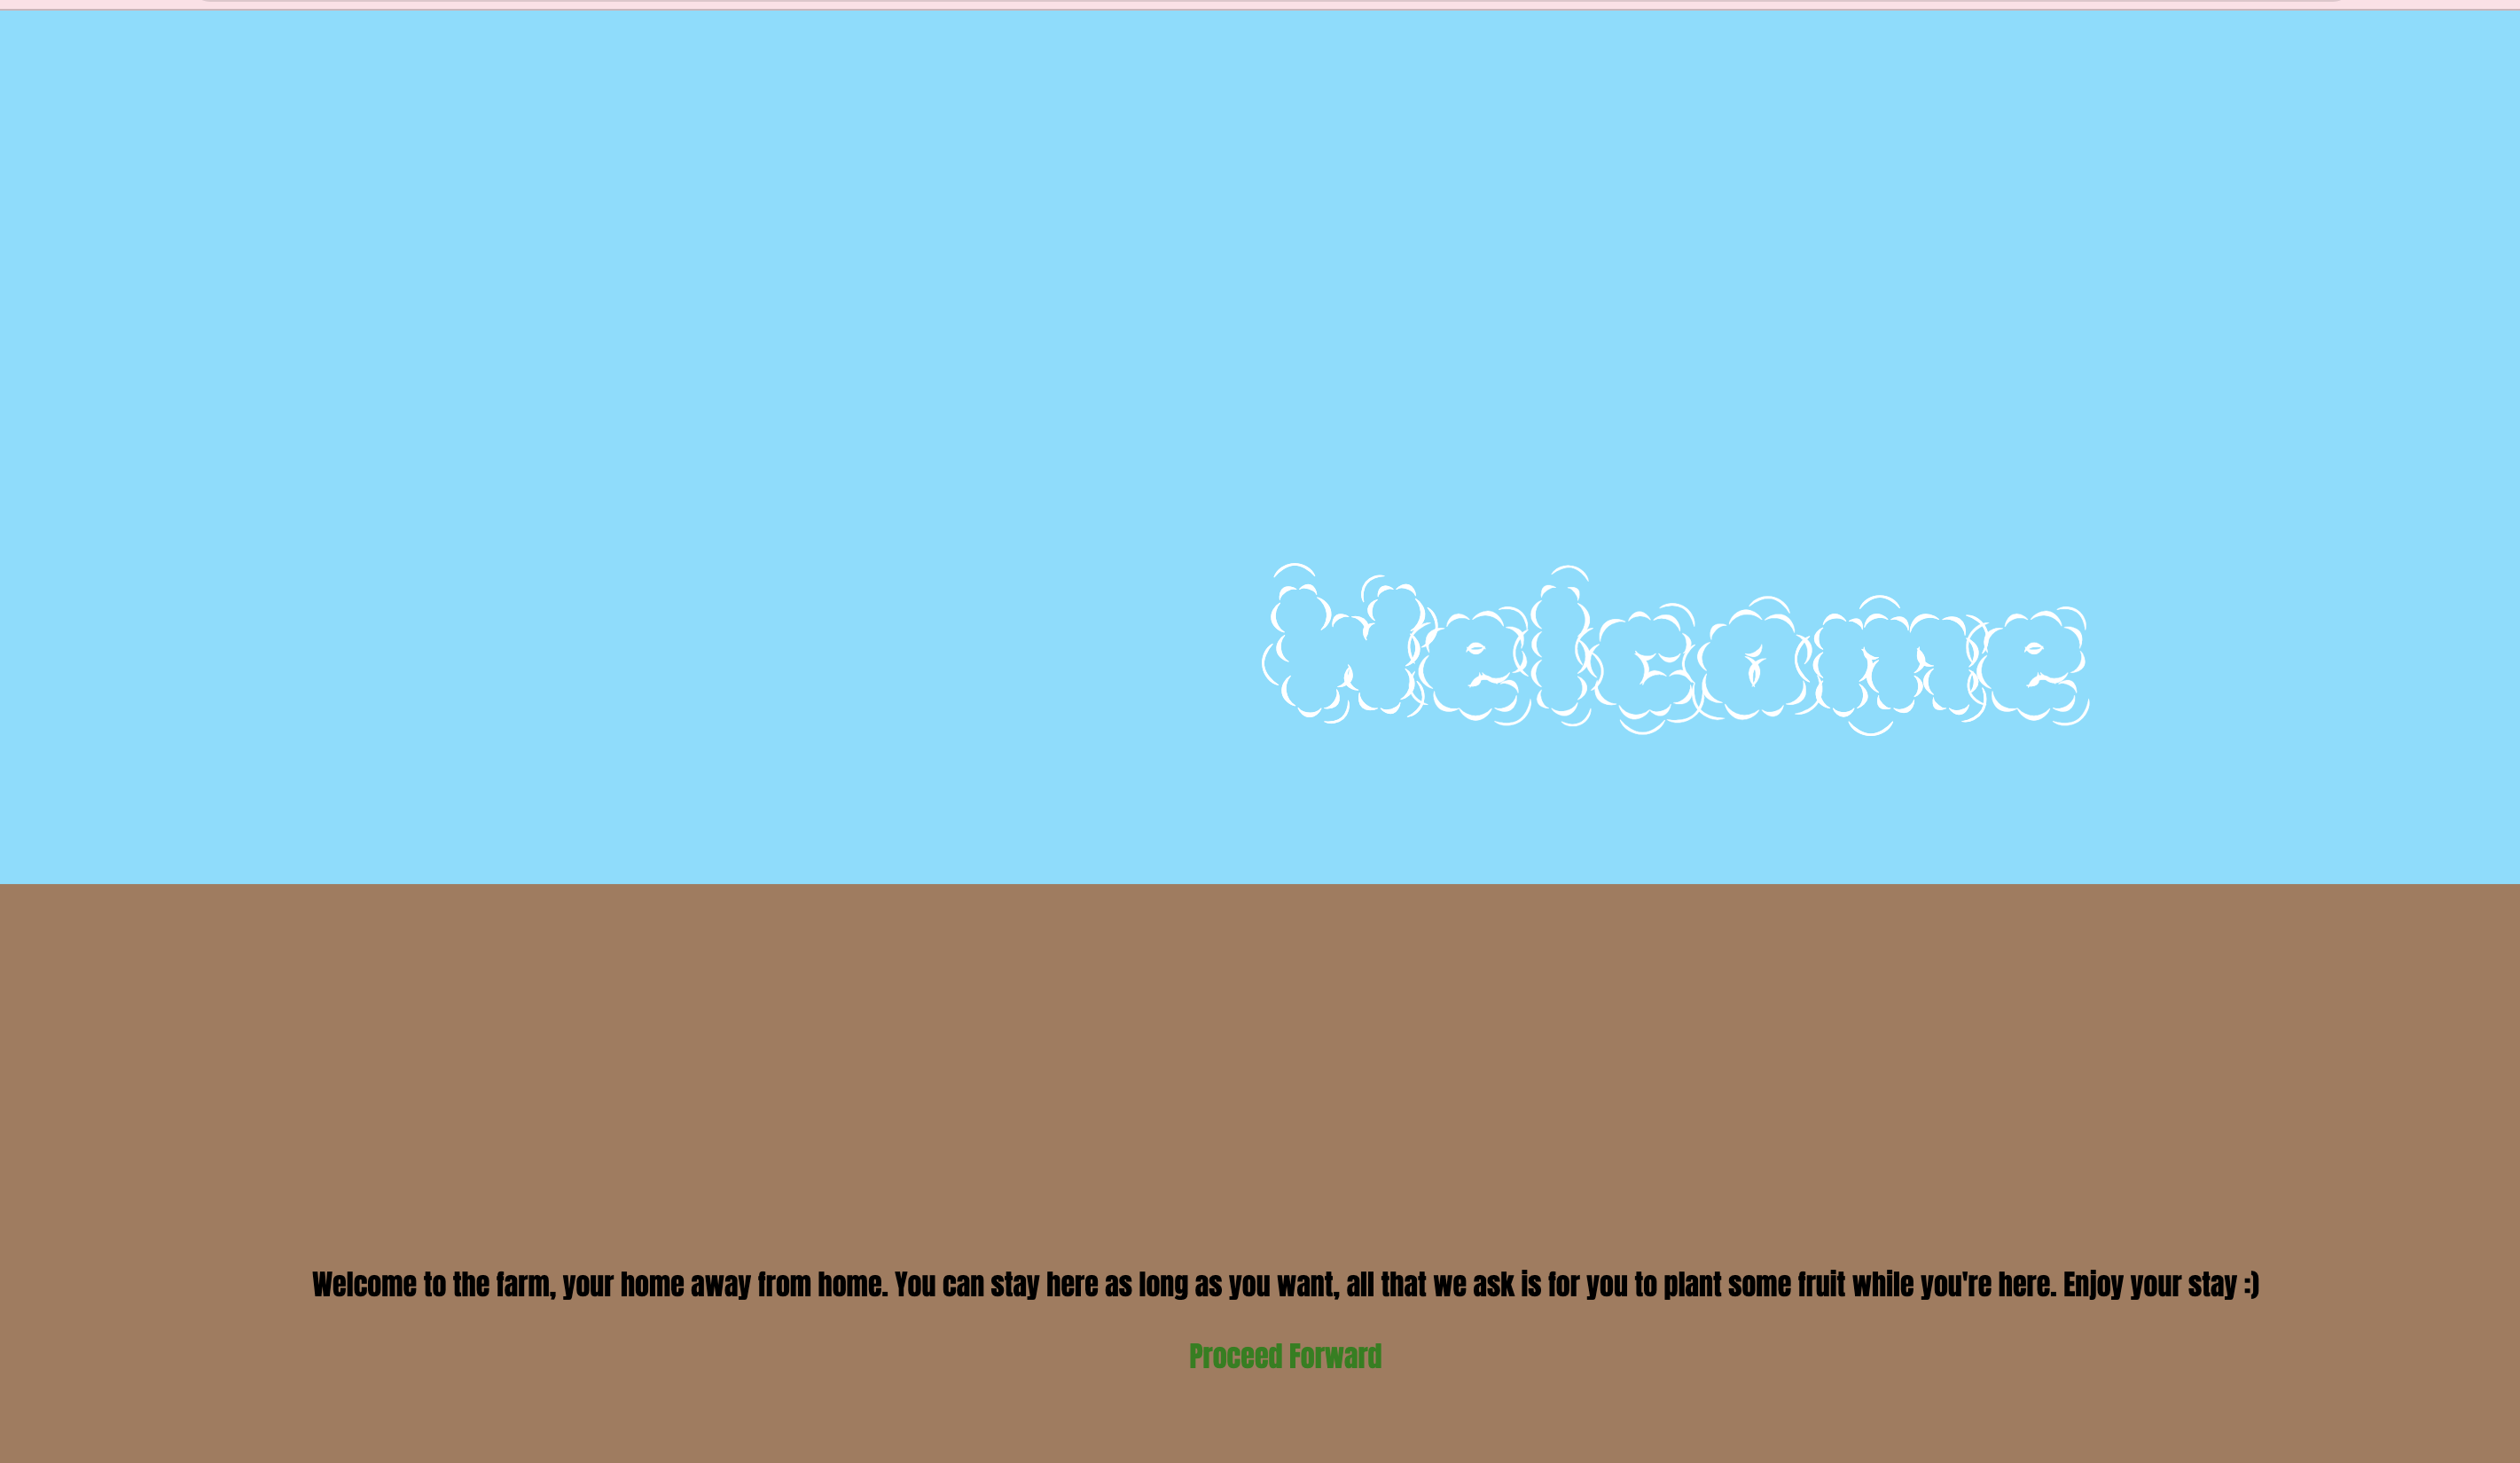 Welcome
Welcome to the farm, your home away from home. You can stay here as long as you want, all that we ask is for you to plant some fruit while you're here. Enjoy your stay :)
Proceed Forward